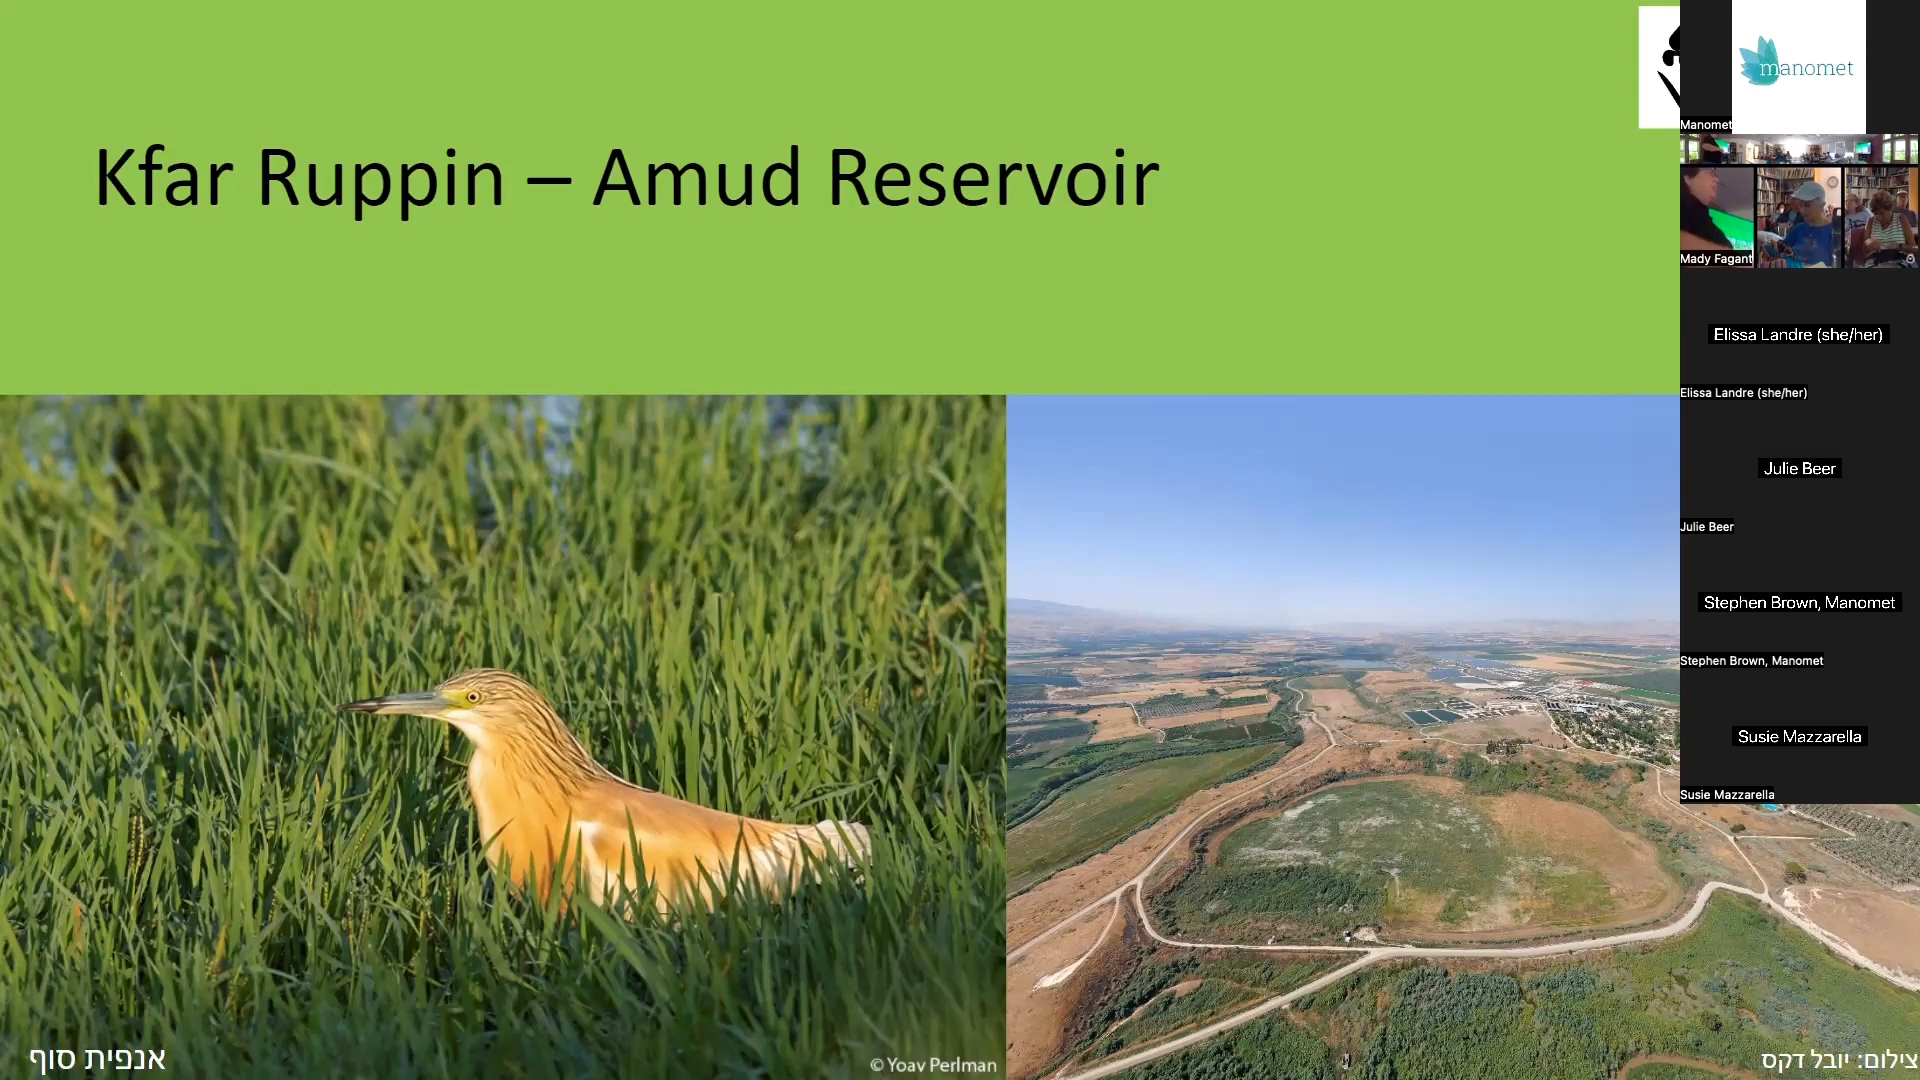 Kfar Ruppin – Amud Reservoir
אנפית סוף
© Yoav Perlman
צילום: יובל דקס
manomet
Manomet
Mady Fagant
Elissa Landre (she/her)
Elissa Landre (she/her)
Julie Beer
Julie Beer
Stephen Brown, Manomet
Stephen Brown, Manomet
Susie Mazzarella
Susie Mazzarella